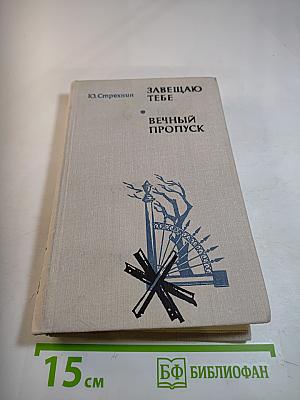 Ю. Стрехнин
ЗАВЕЩАЮ
ТЕБЕ
ВЕЧНЫЙ
ПРОПУСК
15 см
БФ БИБЛИОФАН